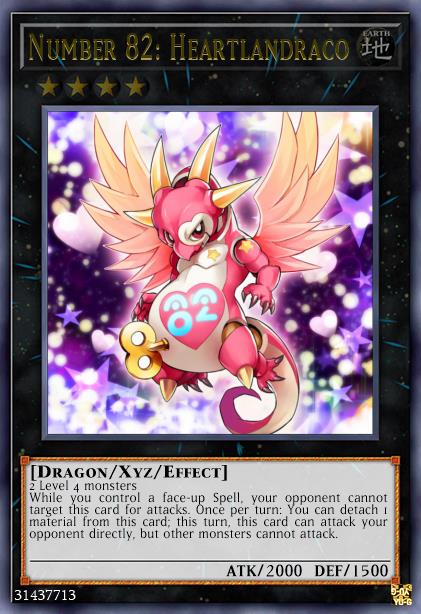 NUMBER 82: HEARTLANDRACO
EARTH
地
82
[DRAGON/XYZ/EFFECT]
2 Level 4 monsters
While you control a face-up Spell, your opponent cannot
target this card for attacks. Once per turn: You can detach 1
material from this card; this turn, this card can attack your
opponent directly, but other monsters cannot attack.
ATK/2000 DEF/1500
31437713